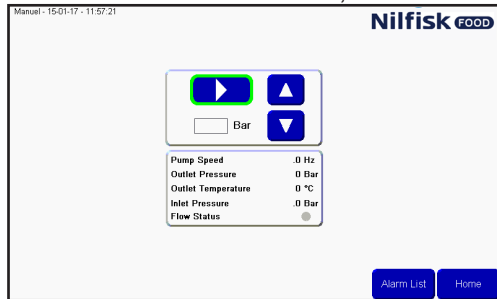 Manuel - 15-01-17 - 11:57:21
Nilfisk FOOD
Bar
Pump Speed .0 Hz
Outlet Pressure 0 Bar
Outlet Temperature 0 °C
Inlet Pressure .0 Bar
Flow Status
Alarm List Home